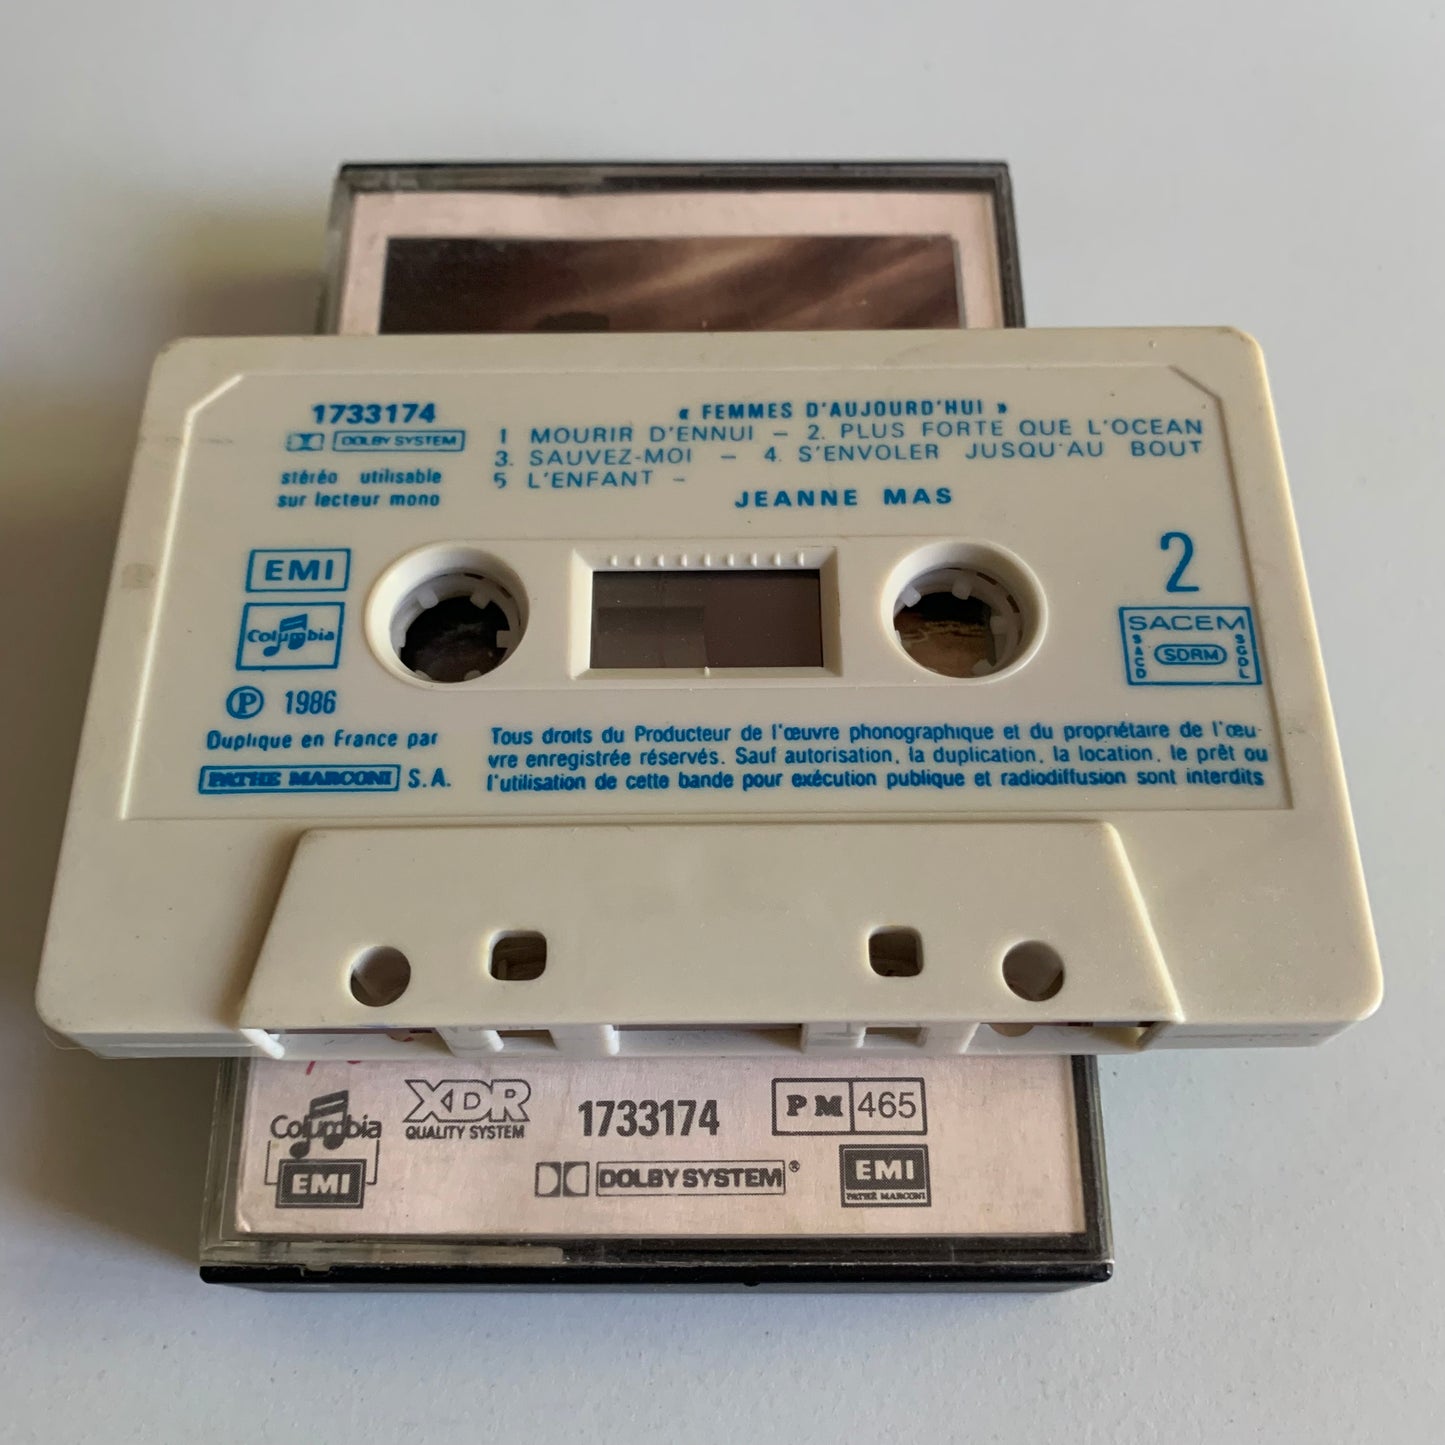 1733174
DOLBY SYSTEM
stéréo utilisable
sur lecteur mono
« FEMMES D'AUJOURD'HUI »
1 MOURIR D'ENNUI – 2. PLUS FORTE QUE L'OCEAN
3. SAUVEZ-MOI – 4. S'ENVOLER JUSQU'AU BOUT
5 L'ENFANT –
JEANNE MAS
EMI
Columbia
Ⓟ 1986
Duplique en France par
PATHE MARCONI S.A.
2
SACEM
SACD
SDRM
SGDL
Tous droits du Producteur de l'œuvre phonographique et du propriétaire de l'œu-
vre enregistrée réservés. Sauf autorisation, la duplication, la location, le prêt ou
l'utilisation de cette bande pour exécution publique et radiodiffusion sont interdits
Columbia
EMI
XDR
QUALITY SYSTEM
1733174
PM 465
DOLBY SYSTEM®
EMI
PATHÉ MARCONI